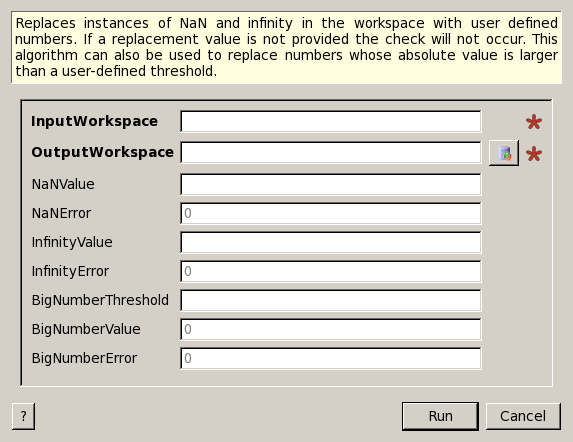 Replaces instances of NaN and infinity in the workspace with user defined
numbers. If a replacement value is not provided the check will not occur. This
algorithm can also be used to replace numbers whose absolute value is larger
than a user-defined threshold.
InputWorkspace
OutputWorkspace
NaNValue
NaNError 0
InfinityValue
InfinityError 0
BigNumberThreshold
BigNumberValue 0
BigNumberError 0
? Run Cancel